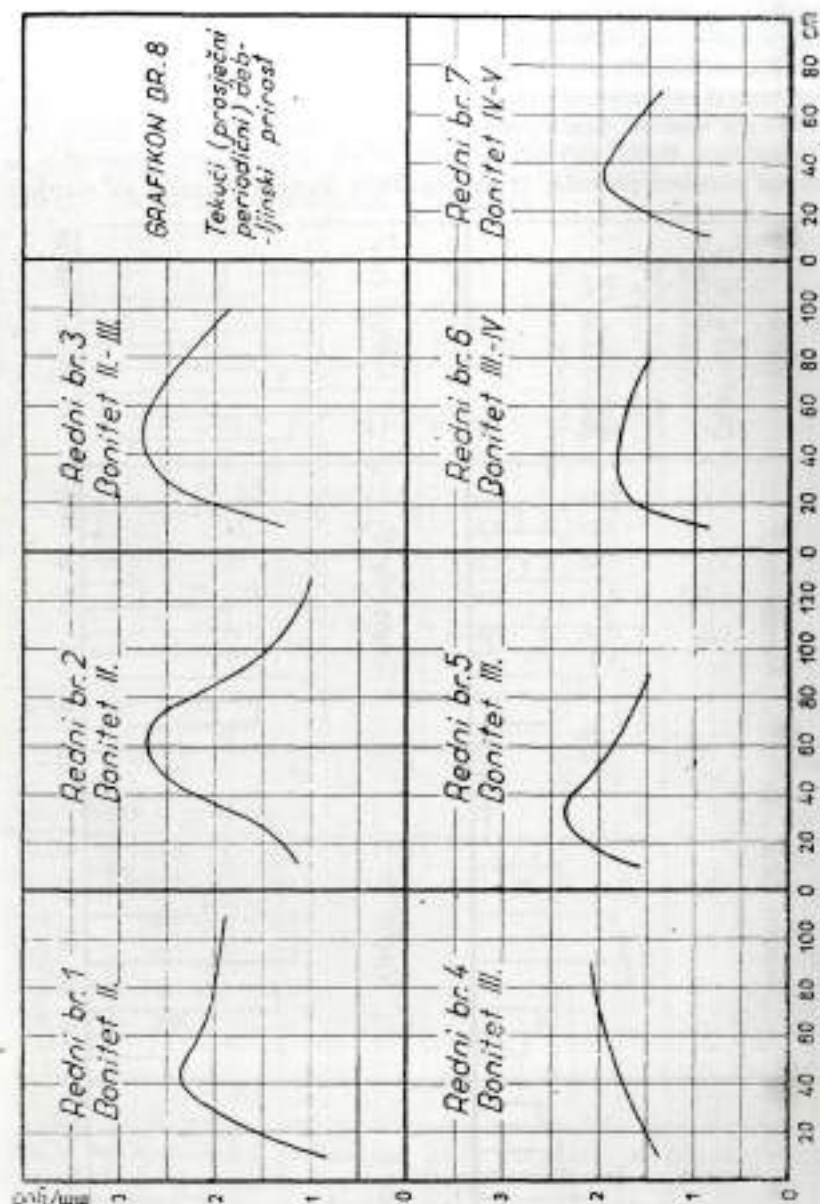 GRAFIKON BR.8
Tekući (prosječni
periodični) deb-
-ljinski prirast
Redni br.1
Bonitet II.
Redni br.2
Bonitet II.
Redni br.3
Bonitet II.-III.
3
2
1
0
Redni br.4
Bonitet III.
Redni br.5
Bonitet III.
Redni br.6
Bonitet III.-IV
Redni br.7
Bonitet IV-V
3
2
1
0
20 40 60 80 100 0 20 40 60 80 100 110 0 20 40 60 80 100 0 20 40 60 80 cm